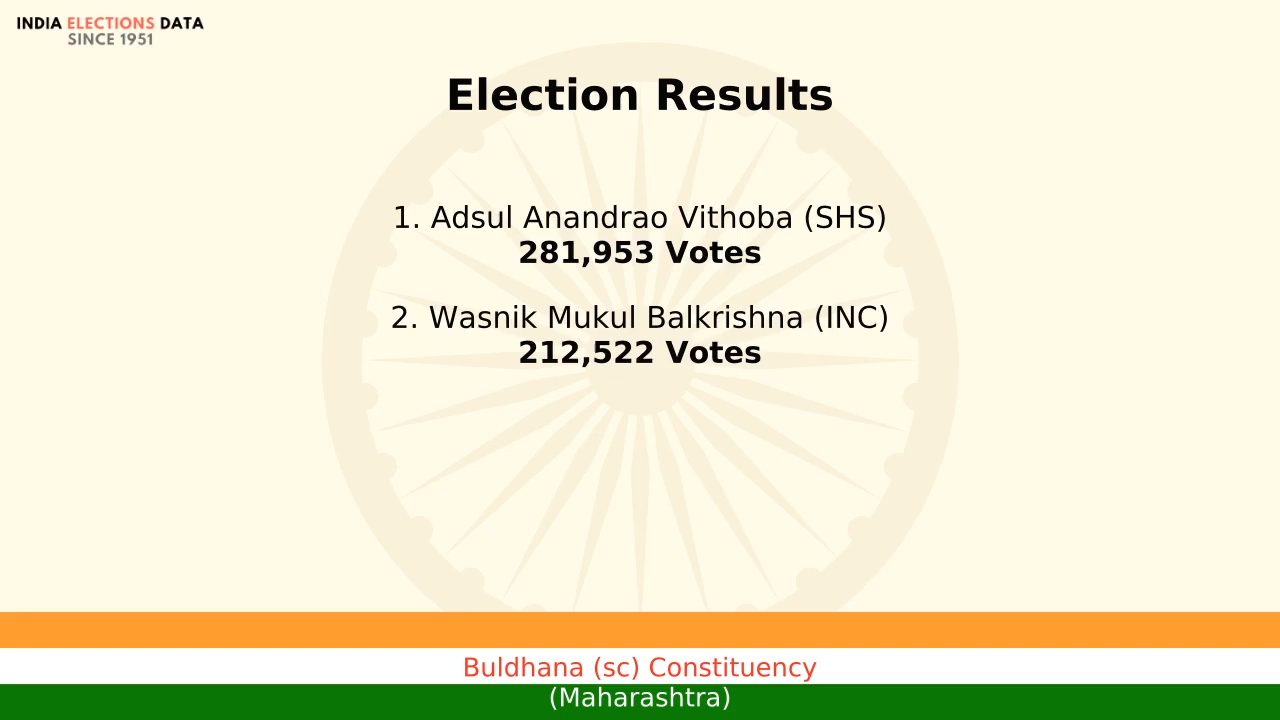 INDIA ELECTIONS DATA
SINCE 1951
Election Results
1. Adsul Anandrao Vithoba (SHS)
281,953 Votes
2. Wasnik Mukul Balkrishna (INC)
212,522 Votes
Buldhana (sc) Constituency
(Maharashtra)